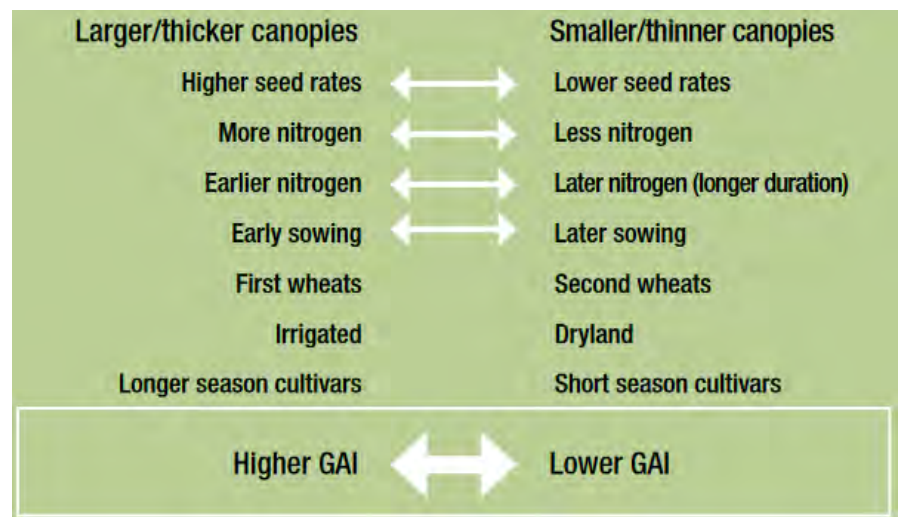 Larger/thicker canopies Smaller/thinner canopies
Higher seed rates Lower seed rates
More nitrogen Less nitrogen
Earlier nitrogen Later nitrogen (longer duration)
Early sowing Later sowing
First wheats Second wheats
Irrigated Dryland
Longer season cultivars Short season cultivars
Higher GAI Lower GAI